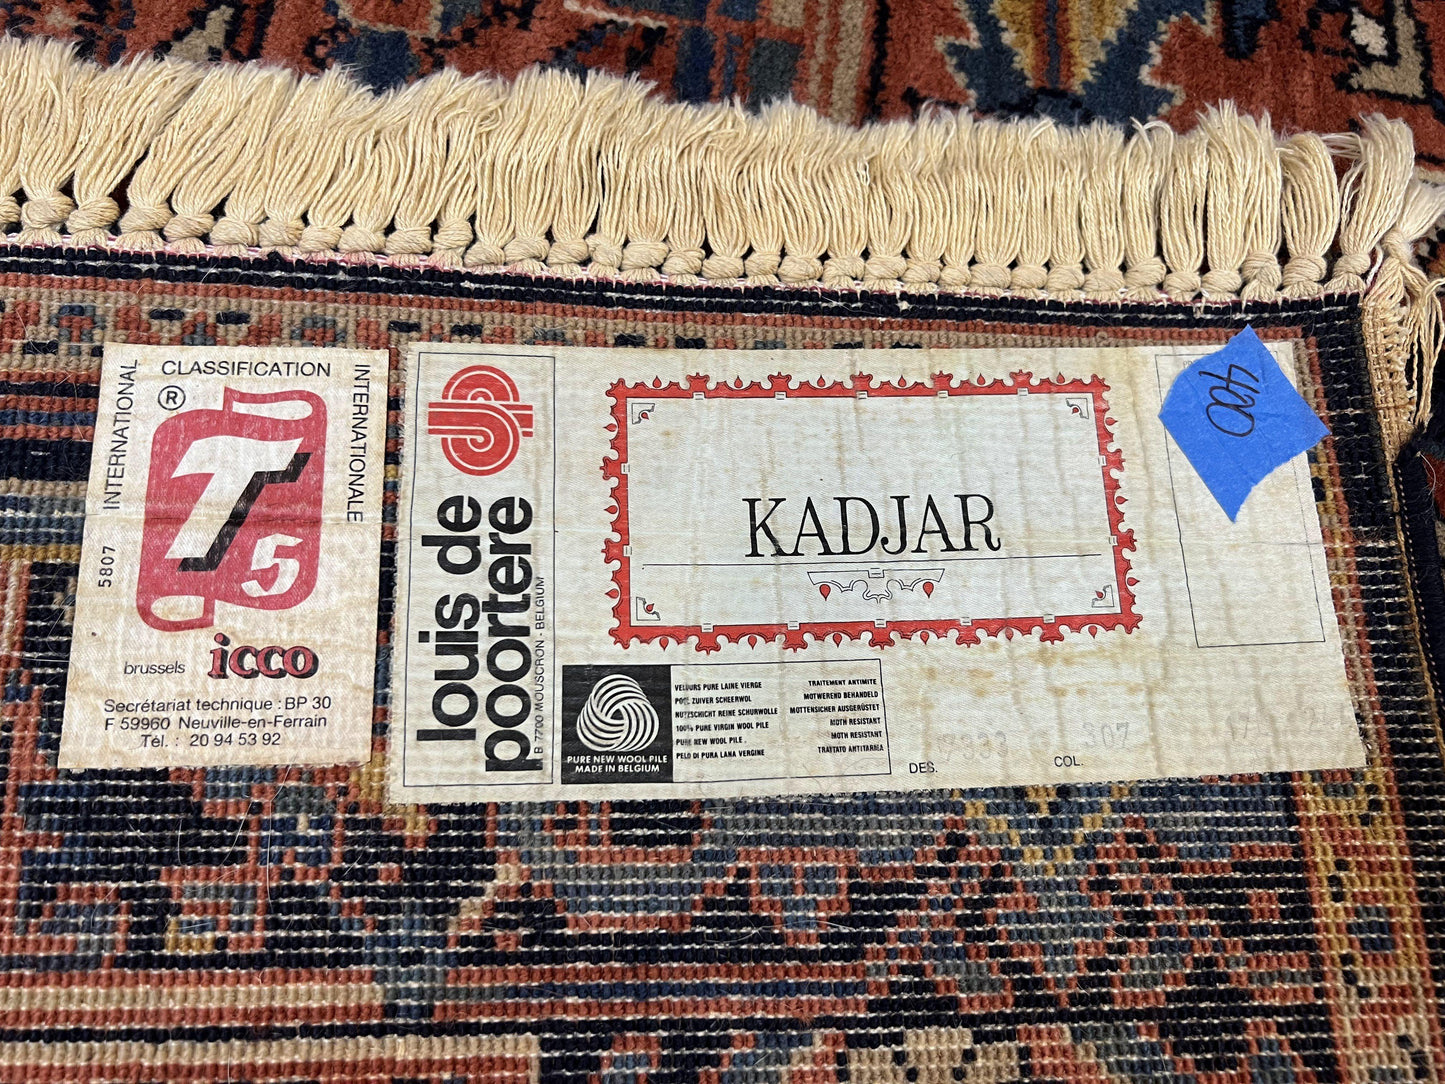 CLASSIFICATION
INTERNATIONAL
INTERNATIONALE
®
T
5
5807
brussels icco
Secrétariat technique : BP 30
F 59960 Neuville-en-Ferrain
Tél. : 20 94 53 92
louis de
poortere
B 7700 MOUSCRON - BELGIUM
KADJAR
400
PURE NEW WOOL PILE
MADE IN BELGIUM
VELOURS PURE LAINE VIERGE
POOL ZUIVER SCHEERWOL
NUTZSCHICHT REINE SCHURWOLLE
100% PURE VIRGIN WOOL PILE
PURE NEW WOOL PILE
PELO DI PURA LANA VERGINE
TRAITEMENT ANTIMITE
MOTWEREND BEHANDELD
MOTTENSICHER AUSGERÜSTET
MOTH RESISTANT
MOTH RESISTANT
TRATTATO ANTITARMA
DES.
COL.